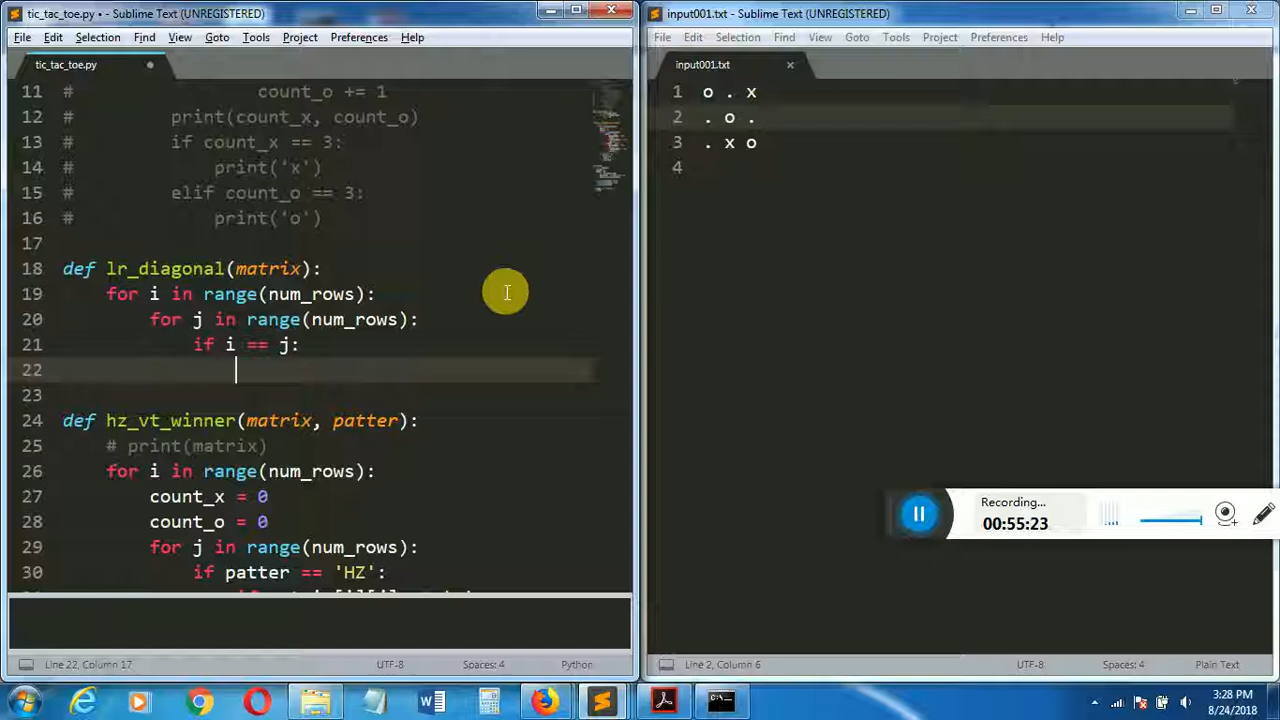 tic_tac_toe.py • - Sublime Text (UNREGISTERED)
File Edit Selection Find View Goto Tools Project Preferences Help
tic_tac_toe.py
11 # count_o += 1
12 # print(count_x, count_o)
13 # if count_x == 3:
14 # print('x')
15 # elif count_o == 3:
16 # print('o')
17
18 def lr_diagonal(matrix):
19 for i in range(num_rows):
20 for j in range(num_rows):
21 if i == j:
22
23
24 def hz_vt_winner(matrix, patter):
25 # print(matrix)
26 for i in range(num_rows):
27 count_x = 0
28 count_o = 0
29 for j in range(num_rows):
30 if patter == 'HZ':
Line 22, Column 17 UTF-8 Spaces: 4 Python
input001.txt - Sublime Text (UNREGISTERED)
File Edit Selection Find View Goto Tools Project Preferences Help
input001.txt
1 o . x
2 . o .
3 . x o
4
Recording...
00:55:23
Line 2, Column 6 UTF-8 Spaces: 4 Plain Text
3:28 PM
8/24/2018